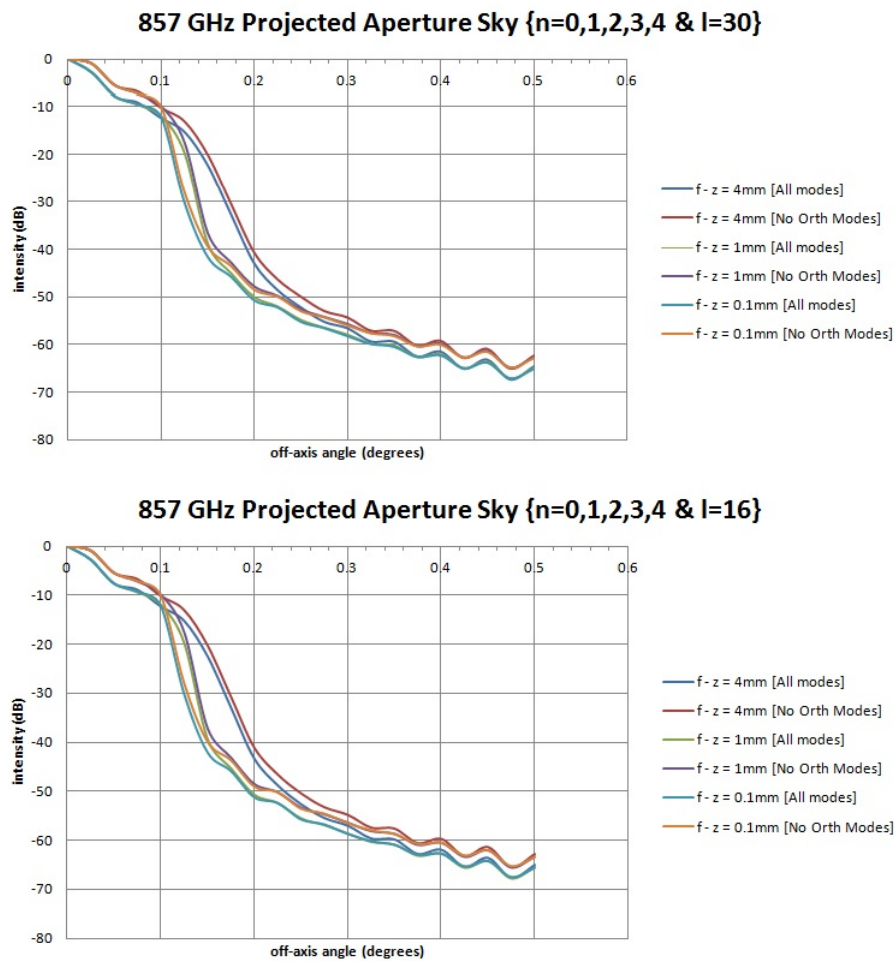 857 GHz Projected Aperture Sky {n=0,1,2,3,4 & l=30}
0
-10
-20
-30
-40
-50
-60
-70
-80
0 0.1 0.2 0.3 0.4 0.5 0.6
intensity (dB)
off-axis angle (degrees)
f - z = 4mm [All modes]
f - z = 4mm [No Orth Modes]
f - z = 1mm [All modes]
f - z = 1mm [No Orth Modes]
f - z = 0.1mm [All modes]
f - z = 0.1mm [No Orth Modes]
857 GHz Projected Aperture Sky {n=0,1,2,3,4 & l=16}
0
-10
-20
-30
-40
-50
-60
-70
-80
0 0.1 0.2 0.3 0.4 0.5 0.6
intensity (dB)
off-axis angle (degrees)
f - z = 4mm [All modes]
f - z = 4mm [No Orth Modes]
f - z = 1mm [All modes]
f - z = 1mm [No Orth Modes]
f - z = 0.1mm [All modes]
f - z = 0.1mm [No Orth Modes]